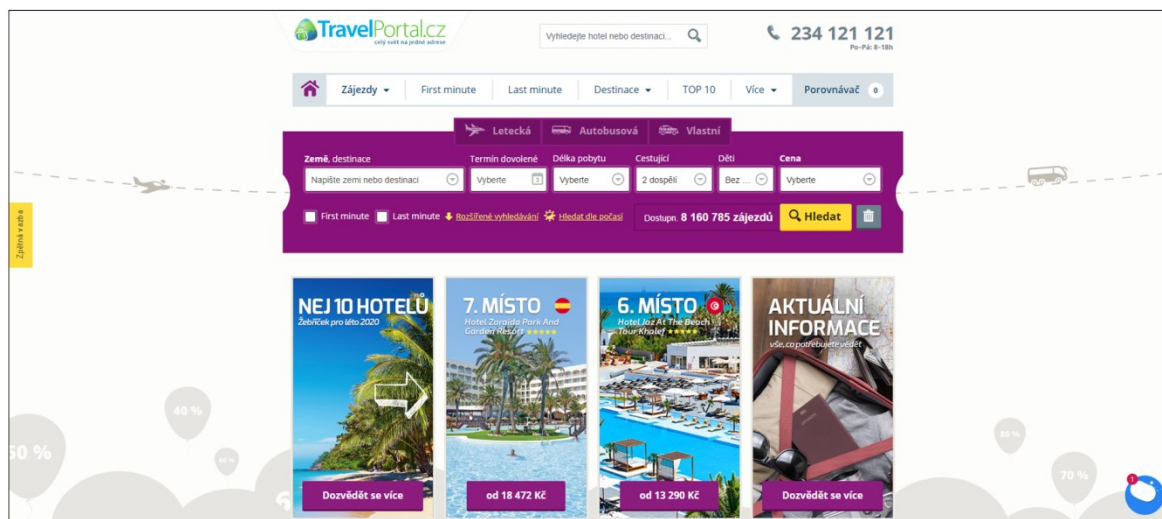 TravelPortal.cz
celý svět na jedné adrese
Vyhledejte hotel nebo destinaci...
234 121 121
Po-Pá: 8-18h
Zájezdy
First minute
Last minute
Destinace
TOP 10
Více
Porovnávač 0
Letecká
Autobusová
Vlastní
Země, destinace
Termín dovolené
Délka pobytu
Cestující
Děti
Cena
Napište zemi nebo destinaci
Vyberte
3
Vyberte
2 dospělí
Bez ...
Vyberte
First minute
Last minute
Rozšířené vyhledávání
Hledat dle počasí
Dostupn. 8 160 785 zájezdů
Hledat
Zpětná vazba
NEJ 10 HOTELŮ
Žebříček pro léto 2020
Dozvědět se více
7. MÍSTO
Hotel Zoraida Park And
Garden Resort
od 18 472 Kč
6. MÍSTO
Hotel Jaz At The Beach
Tour Khalef
od 13 290 Kč
AKTUÁLNÍ
INFORMACE
vše, co potřebujete vědět
Dozvědět se více
40 %
50 %
70 %
1